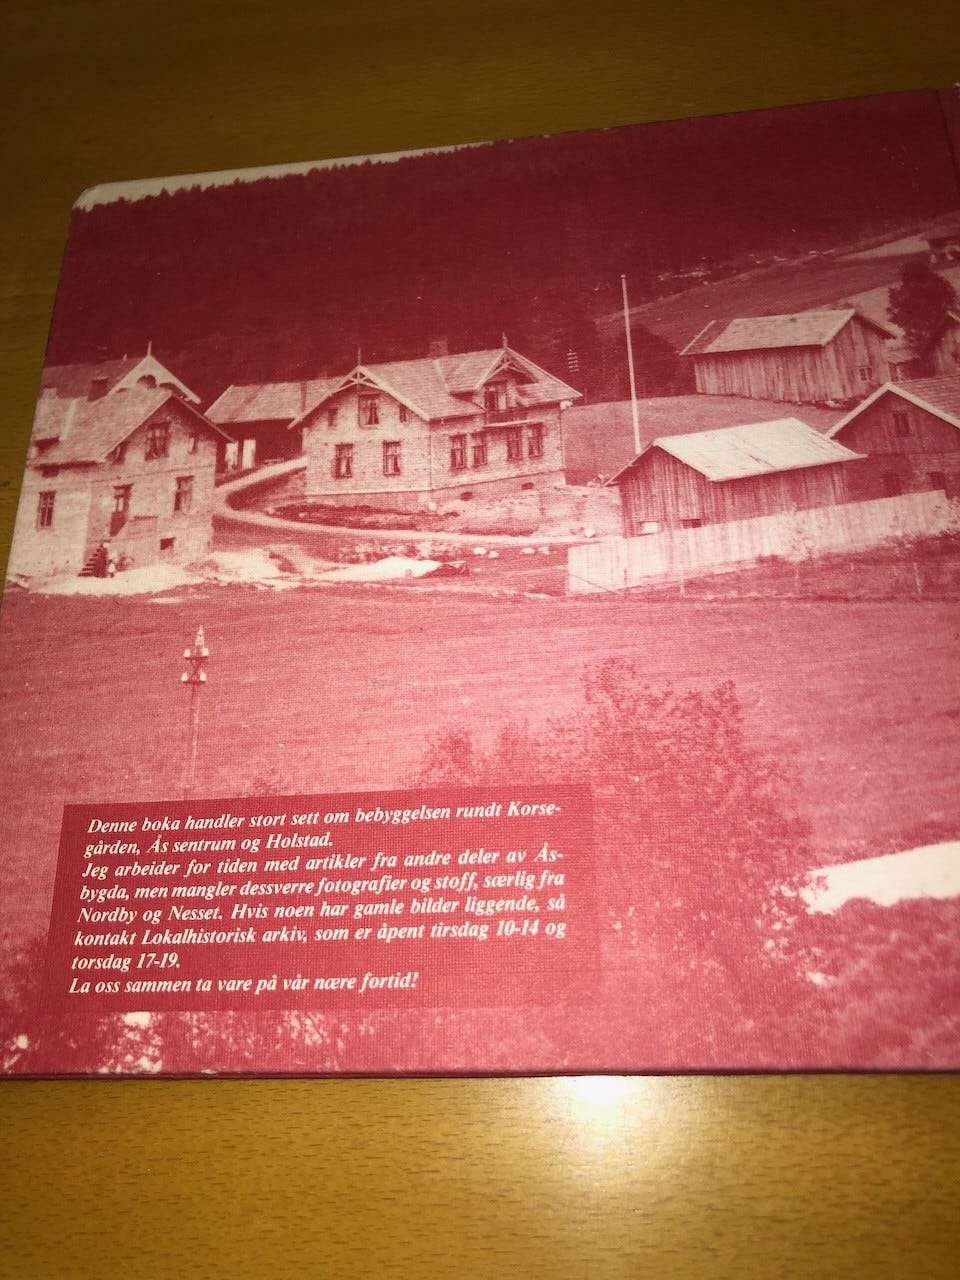 Denne boka handler stort sett om bebyggelsen rundt Korse-
gården, Ås sentrum og Holstad.
Jeg arbeider for tiden med artikler fra andre deler av Ås-
bygda, men mangler dessverre fotografier og stoff, særlig fra
Nordby og Nesset. Hvis noen har gamle bilder liggende, så
kontakt Lokalhistorisk arkiv, som er åpent tirsdag 10-14 og
torsdag 17-19.
La oss sammen ta vare på vår nære fortid!